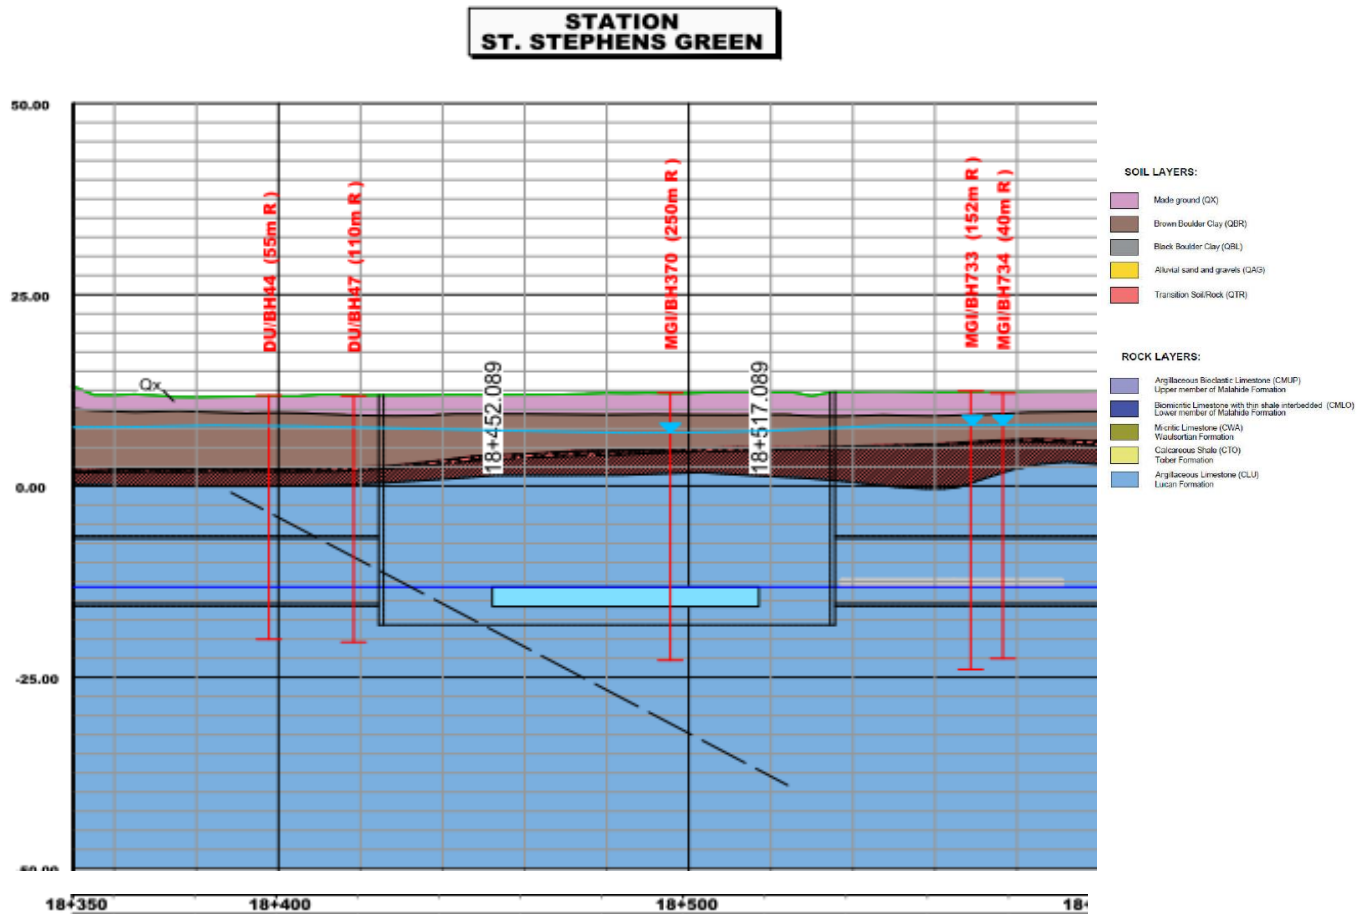 STATION
ST. STEPHENS GREEN
50.00
25.00
0.00
-25.00
-50.00
DU/BH44 (55m R )
DU/BH47 (110m R )
MGI/BH370 (250m R )
MGI/BH733 (152m R )
MGI/BH734 (40m R )
Qx
18+452.089
18+517.089
18+350
18+400
18+500
SOIL LAYERS:
Made ground (QX)
Brown Boulder Clay (QBR)
Black Boulder Clay (QBL)
Alluvial sand and gravels (QAG)
Transition Soil/Rock (QTR)
ROCK LAYERS:
Argillaceous Bioclastic Limestone (CMUP)
Upper member of Malahide Formation
Biomicritic Limestone with thin shale interbedded (CMLO)
Lower member of Malahide Formation
Micritic Limestone (CWA)
Waulsortian Formation
Calcareous Shale (CTO)
Tober Formation
Argillaceous Limestone (CLU)
Lucan Formation